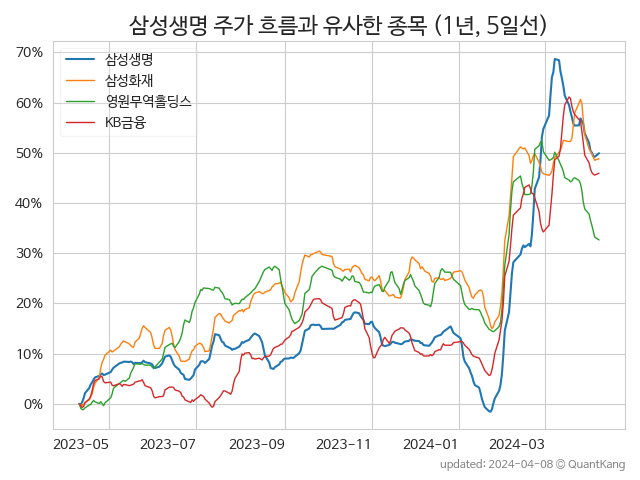 삼성생명 주가 흐름과 유사한 종목 (1년, 5일선)
70%
60%
50%
40%
30%
20%
10%
0%
삼성생명
삼성화재
영원무역홀딩스
KB금융
2023-05 2023-07 2023-09 2023-11 2024-01 2024-03
updated: 2024-04-08 © QuantKang